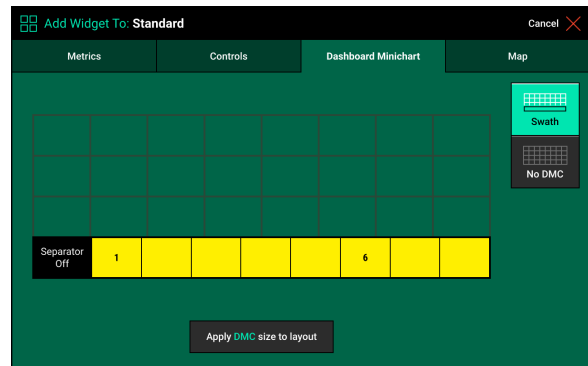 Add Widget To: Standard
Cancel
Metrics
Controls
Dashboard Minichart
Map
Swath
No DMC
Separator
Off
1
6
Apply DMC size to layout